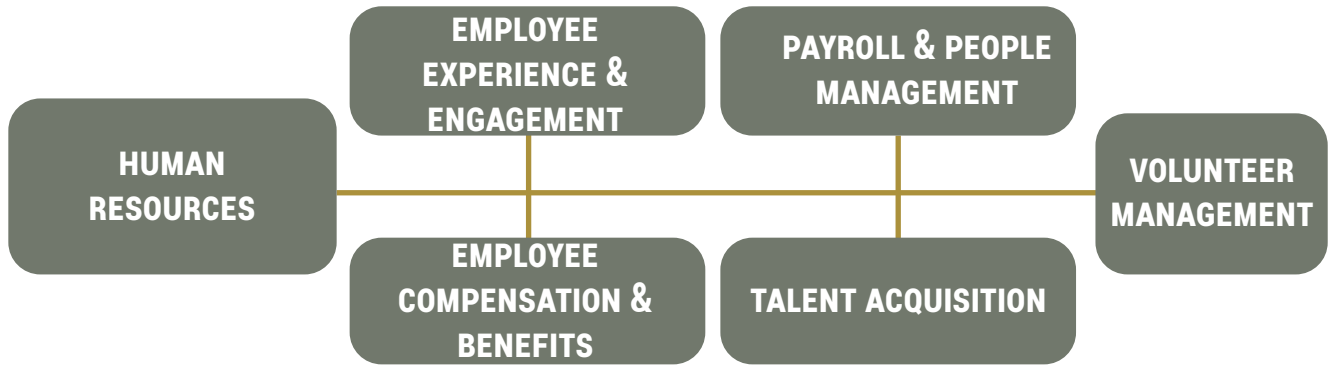 HUMAN
RESOURCES
EMPLOYEE
EXPERIENCE &
ENGAGEMENT
PAYROLL & PEOPLE
MANAGEMENT
EMPLOYEE
COMPENSATION &
BENEFITS
TALENT ACQUISITION
VOLUNTEER
MANAGEMENT